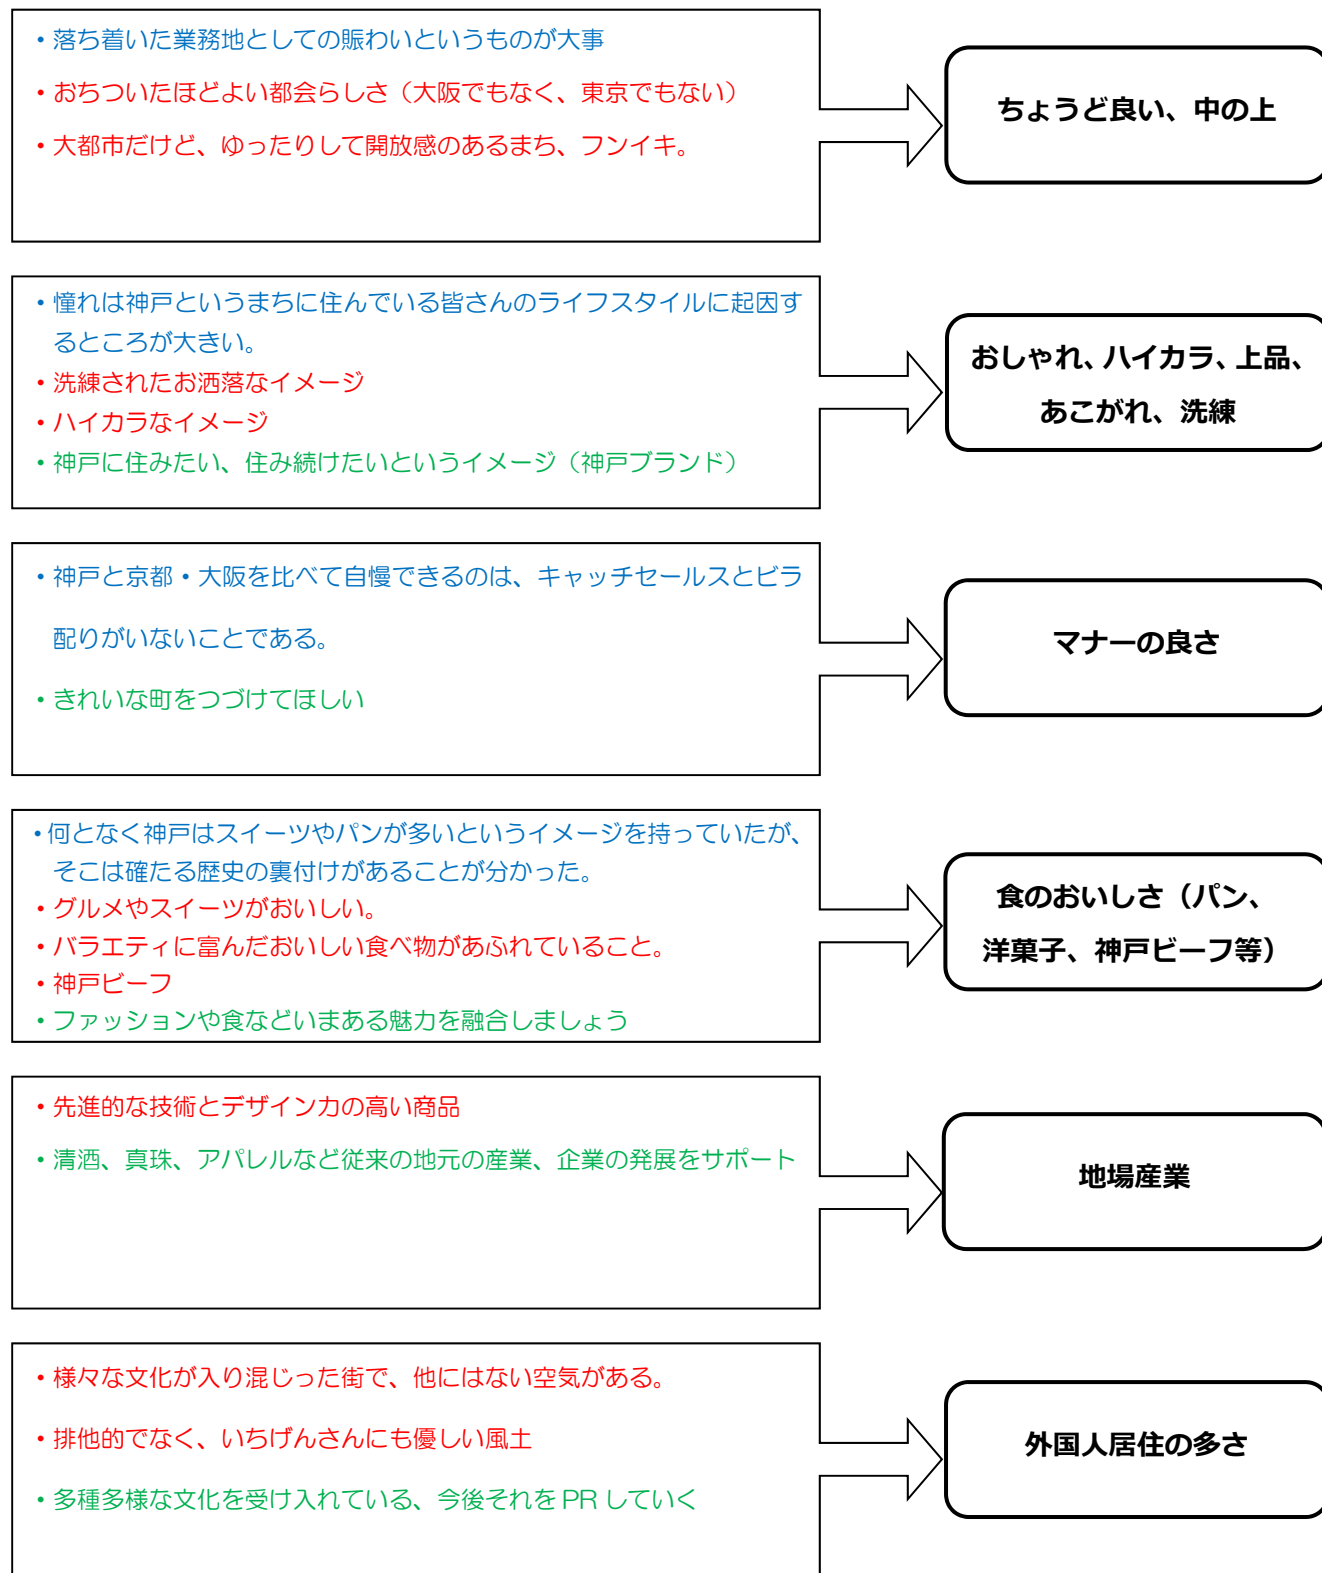 ・落ち着いた業務地としての賑わいというものが大事
・おちついたほどよい都会らしさ（大阪でもなく、東京でもない）
・大都市だけど、ゆったりして開放感のあるまち、フンイキ。
ちょうど良い、中の上
・憧れは神戸というまちに住んでいる皆さんのライフスタイルに起因す
るところが大きい。
・洗練されたお洒落なイメージ
・ハイカラなイメージ
・神戸に住みたい、住み続けたいというイメージ（神戸ブランド）
おしゃれ、ハイカラ、上品、
あこがれ、洗練
・神戸と京都・大阪を比べて自慢できるのは、キャッチセールスとビラ
配りがいないことである。
・きれいな町をつづけてほしい
マナーの良さ
・何となく神戸はスイーツやパンが多いというイメージを持っていたが、
そこは確たる歴史の裏付けがあることが分かった。
・グルメやスイーツがおいしい。
・バラエティに富んだおいしい食べ物があふれていること。
・神戸ビーフ
・ファッションや食などいまある魅力を融合しましょう
食のおいしさ（パン、
洋菓子、神戸ビーフ等）
・先進的な技術とデザイン力の高い商品
・清酒、真珠、アパレルなど従来の地元の産業、企業の発展をサポート
地場産業
・様々な文化が入り混じった街で、他にはない空気がある。
・排他的でなく、いちげんさんにも優しい風土
・多種多様な文化を受け入れている、今後それを PR していく
外国人居住の多さ